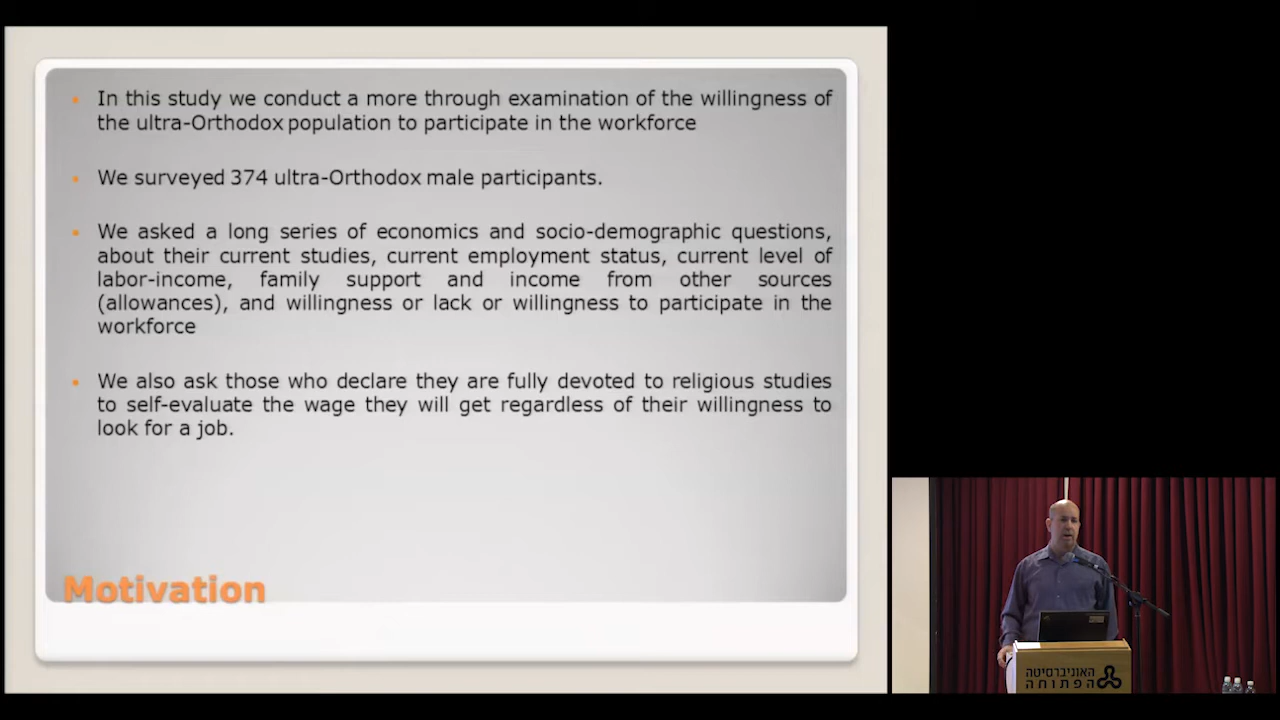 In this study we conduct a more through examination of the willingness of
the ultra-Orthodox population to participate in the workforce
We surveyed 374 ultra-Orthodox male participants.
We asked a long series of economics and socio-demographic questions,
about their current studies, current employment status, current level of
labor-income, family support and income from other sources
(allowances), and willingness or lack or willingness to participate in the
workforce
We also ask those who declare they are fully devoted to religious studies
to self-evaluate the wage they will get regardless of their willingness to
look for a job.
Motivation
האוניברסיטה
הפתוחה